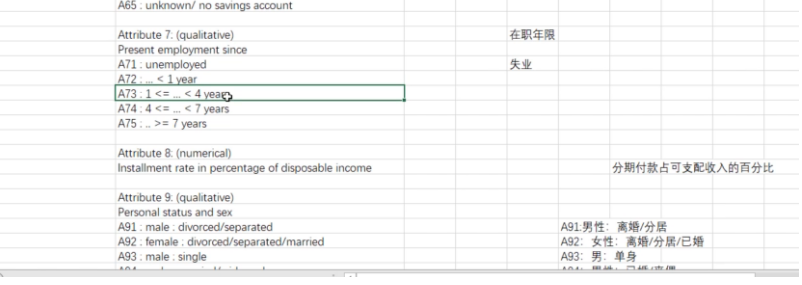 A65 : unknown/ no savings account
Attribute 7: (qualitative) 在职年限
Present employment since
A71 : unemployed 失业
A72 : ... < 1 year
A73 : 1 <= ... < 4 years
A74 : 4 <= ... < 7 years
A75 : .. >= 7 years
Attribute 8: (numerical)
Installment rate in percentage of disposable income 分期付款占可支配收入的百分比
Attribute 9: (qualitative)
Personal status and sex
A91 : male : divorced/separated A91:男性：离婚/分居
A92 : female : divorced/separated/married A92：女性：离婚/分居/已婚
A93 : male : single A93：男：单身